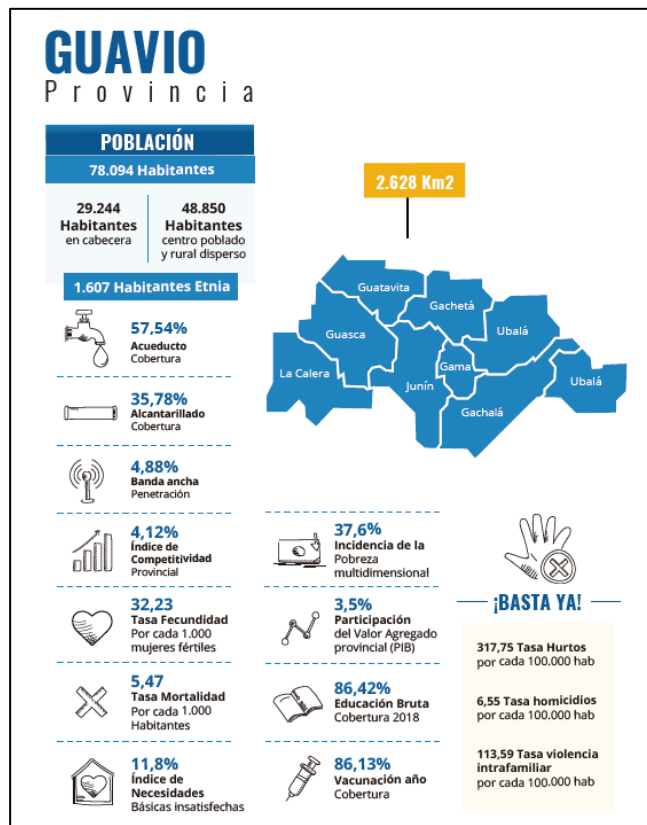 GUAVIO
Provincia
POBLACIÓN
78.094 Habitantes
29.244
Habitantes
en cabecera
48.850
Habitantes
centro poblado
y rural disperso
1.607 Habitantes Etnia
2.628 Km2
Guatavita
Gachetá
Ubalá
Guasca
La Calera
Gama
Junín
Ubalá
Gachalá
57,54%
Acueducto
Cobertura
35,78%
Alcantarillado
Cobertura
4,88%
Banda ancha
Penetración
4,12%
Índice de
Competitividad
Provincial
32,23
Tasa Fecundidad
Por cada 1.000
mujeres fértiles
5,47
Tasa Mortalidad
Por cada 1.000
Habitantes
11,8%
Índice de
Necesidades
Básicas insatisfechas
37,6%
Incidencia de la
Pobreza
multidimensional
3,5%
Participación
del Valor Agregado
provincial (PIB)
86,42%
Educación Bruta
Cobertura 2018
86,13%
Vacunación año
Cobertura
¡BASTA YA!
317,75 Tasa Hurtos
por cada 100.000 hab
6,55 Tasa homicidios
por cada 100.000 hab
113,59 Tasa violencia
intrafamiliar
por cada 100.000 hab